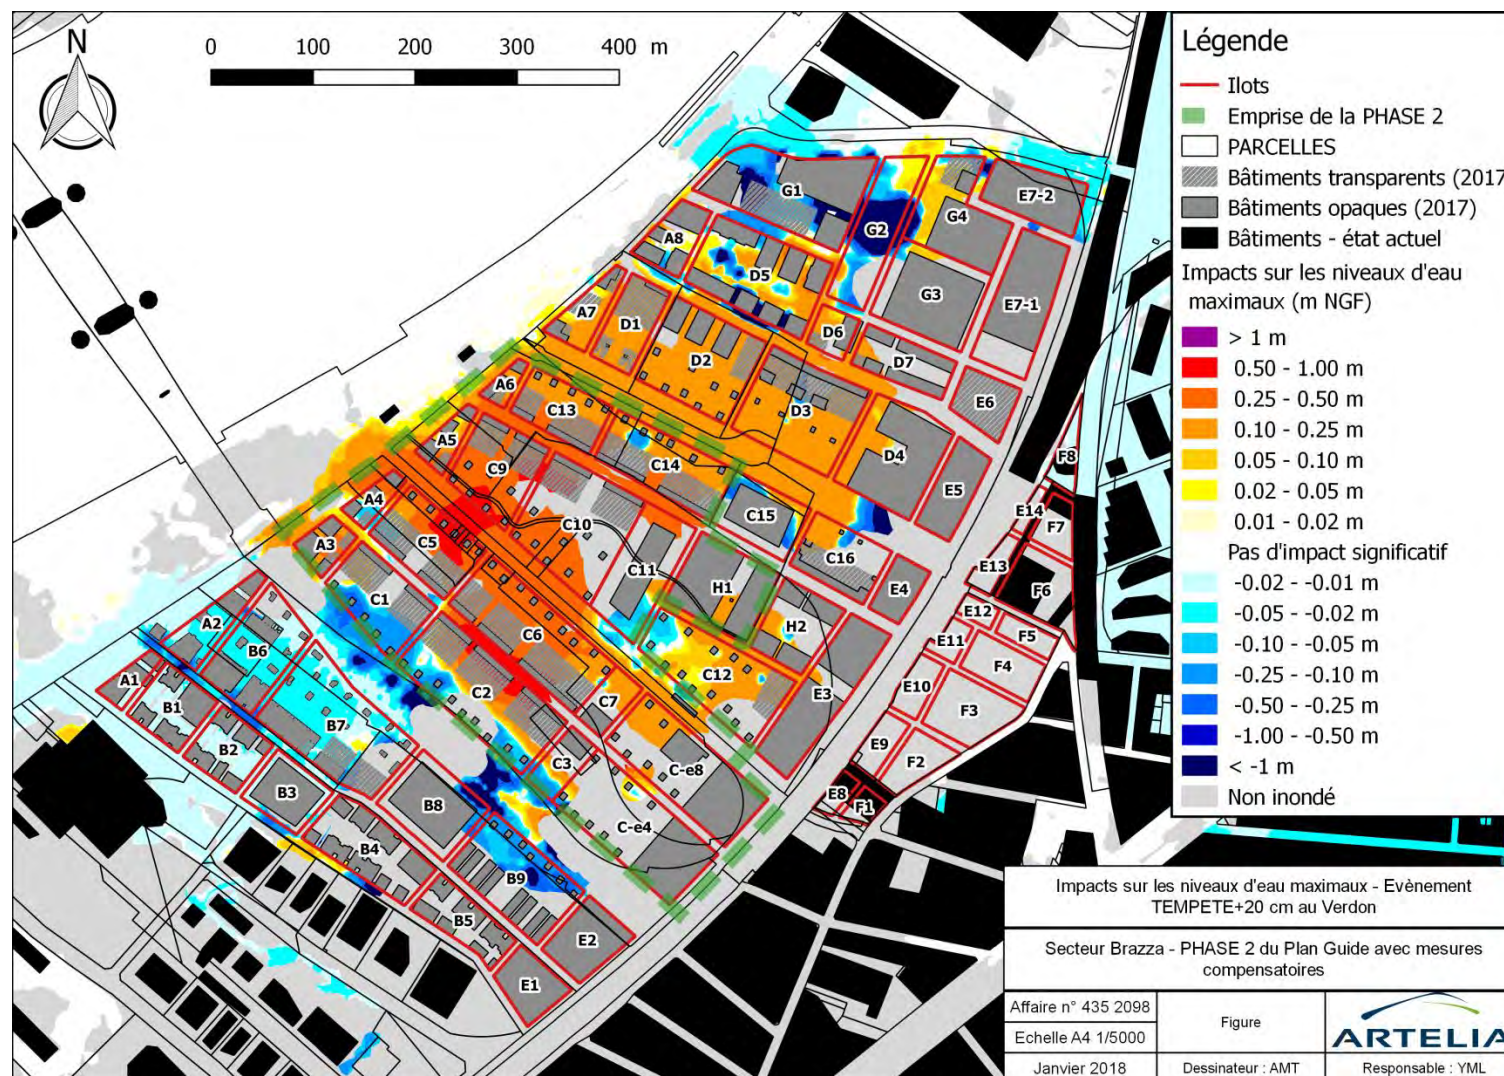 N
0 100 200 300 400 m
Légende
Ilots
Emprise de la PHASE 2
PARCELLES
Bâtiments transparents (2017
Bâtiments opaques (2017)
Bâtiments - état actuel
Impacts sur les niveaux d'eau
maximaux (m NGF)
> 1 m
0.50 - 1.00 m
0.25 - 0.50 m
0.10 - 0.25 m
0.05 - 0.10 m
0.02 - 0.05 m
0.01 - 0.02 m
Pas d'impact significatif
-0.02 - -0.01 m
-0.05 - -0.02 m
-0.10 - -0.05 m
-0.25 - -0.10 m
-0.50 - -0.25 m
-1.00 - -0.50 m
< -1 m
Non inondé
G1
E7-2
G4
G2
A8
D5
G3
E7-1
A7
D1
D6
D2
D7
A6
E6
C13
D3
A5
D4
F8
C9
C14
E5
A4
E14
C10
C15
F7
A3
C5
C16
E13
C11
H1
E4
F6
C1
E12
A2
H2
F5
B6
C6
E11
F4
C12
A1
C2
E3
E10
B1
C7
F3
B7
B2
E9
C3
C-e8
F2
B3
B8
E8
F1
C-e4
B4
B9
B5
E2
E1
Impacts sur les niveaux d'eau maximaux - Evènement
TEMPETE+20 cm au Verdon
Secteur Brazza - PHASE 2 du Plan Guide avec mesures
compensatoires
Affaire n° 435 2098
Figure
ARTELIA
Echelle A4 1/5000
Janvier 2018
Dessinateur : AMT
Responsable : YML